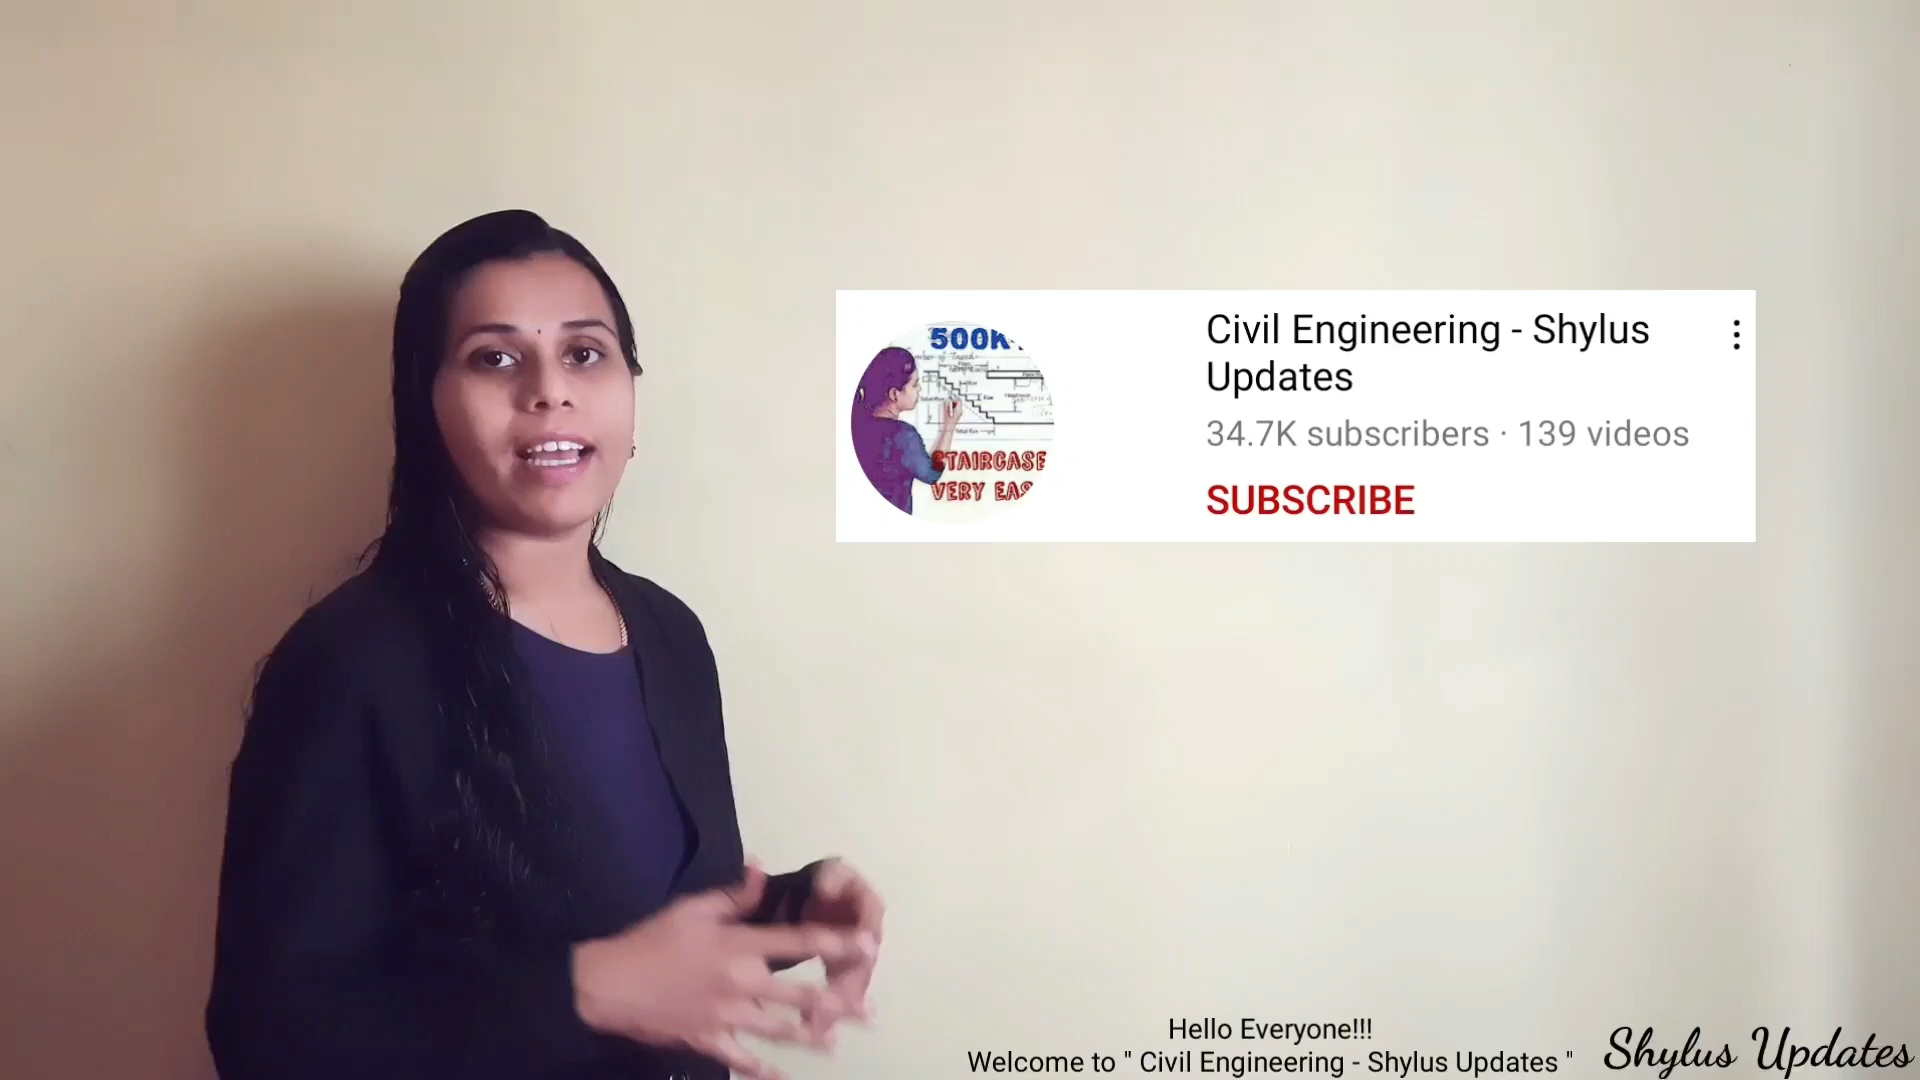 500K
STAIRCASE
VERY EAS
Civil Engineering - Shylus
Updates
34.7K subscribers · 139 videos
SUBSCRIBE
Hello Everyone!!!
Welcome to " Civil Engineering - Shylus Updates "
Shylus Updates